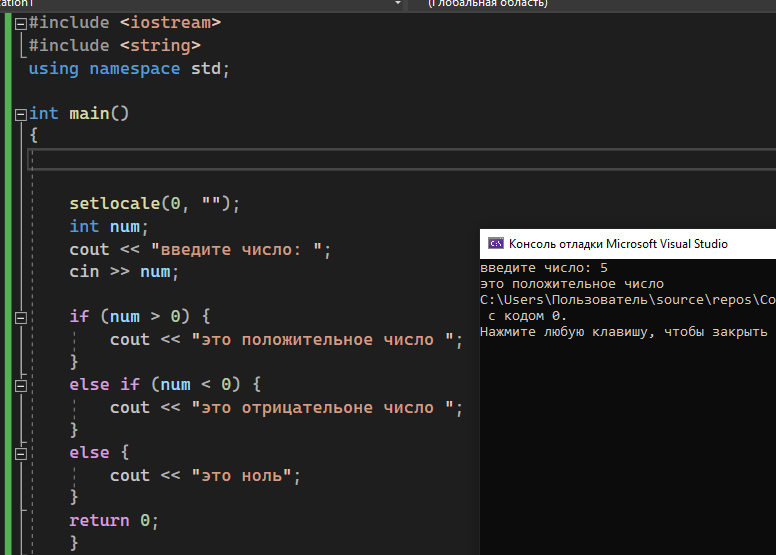 (Глобальная область)
#include <iostream>
#include <string>
using namespace std;
int main()
{
setlocale(0, "");
int num;
cout << "введите число: ";
cin >> num;
if (num > 0) {
cout << "это положительное число ";
}
else if (num < 0) {
cout << "это отрицательоне число ";
}
else {
cout << "это ноль";
}
return 0;
}
Консоль отладки Microsoft Visual Studio
введите число: 5
это положительное число
C:\Users\Пользователь\source\repos\Co
с кодом 0.
Нажмите любую клавишу, чтобы закрыть